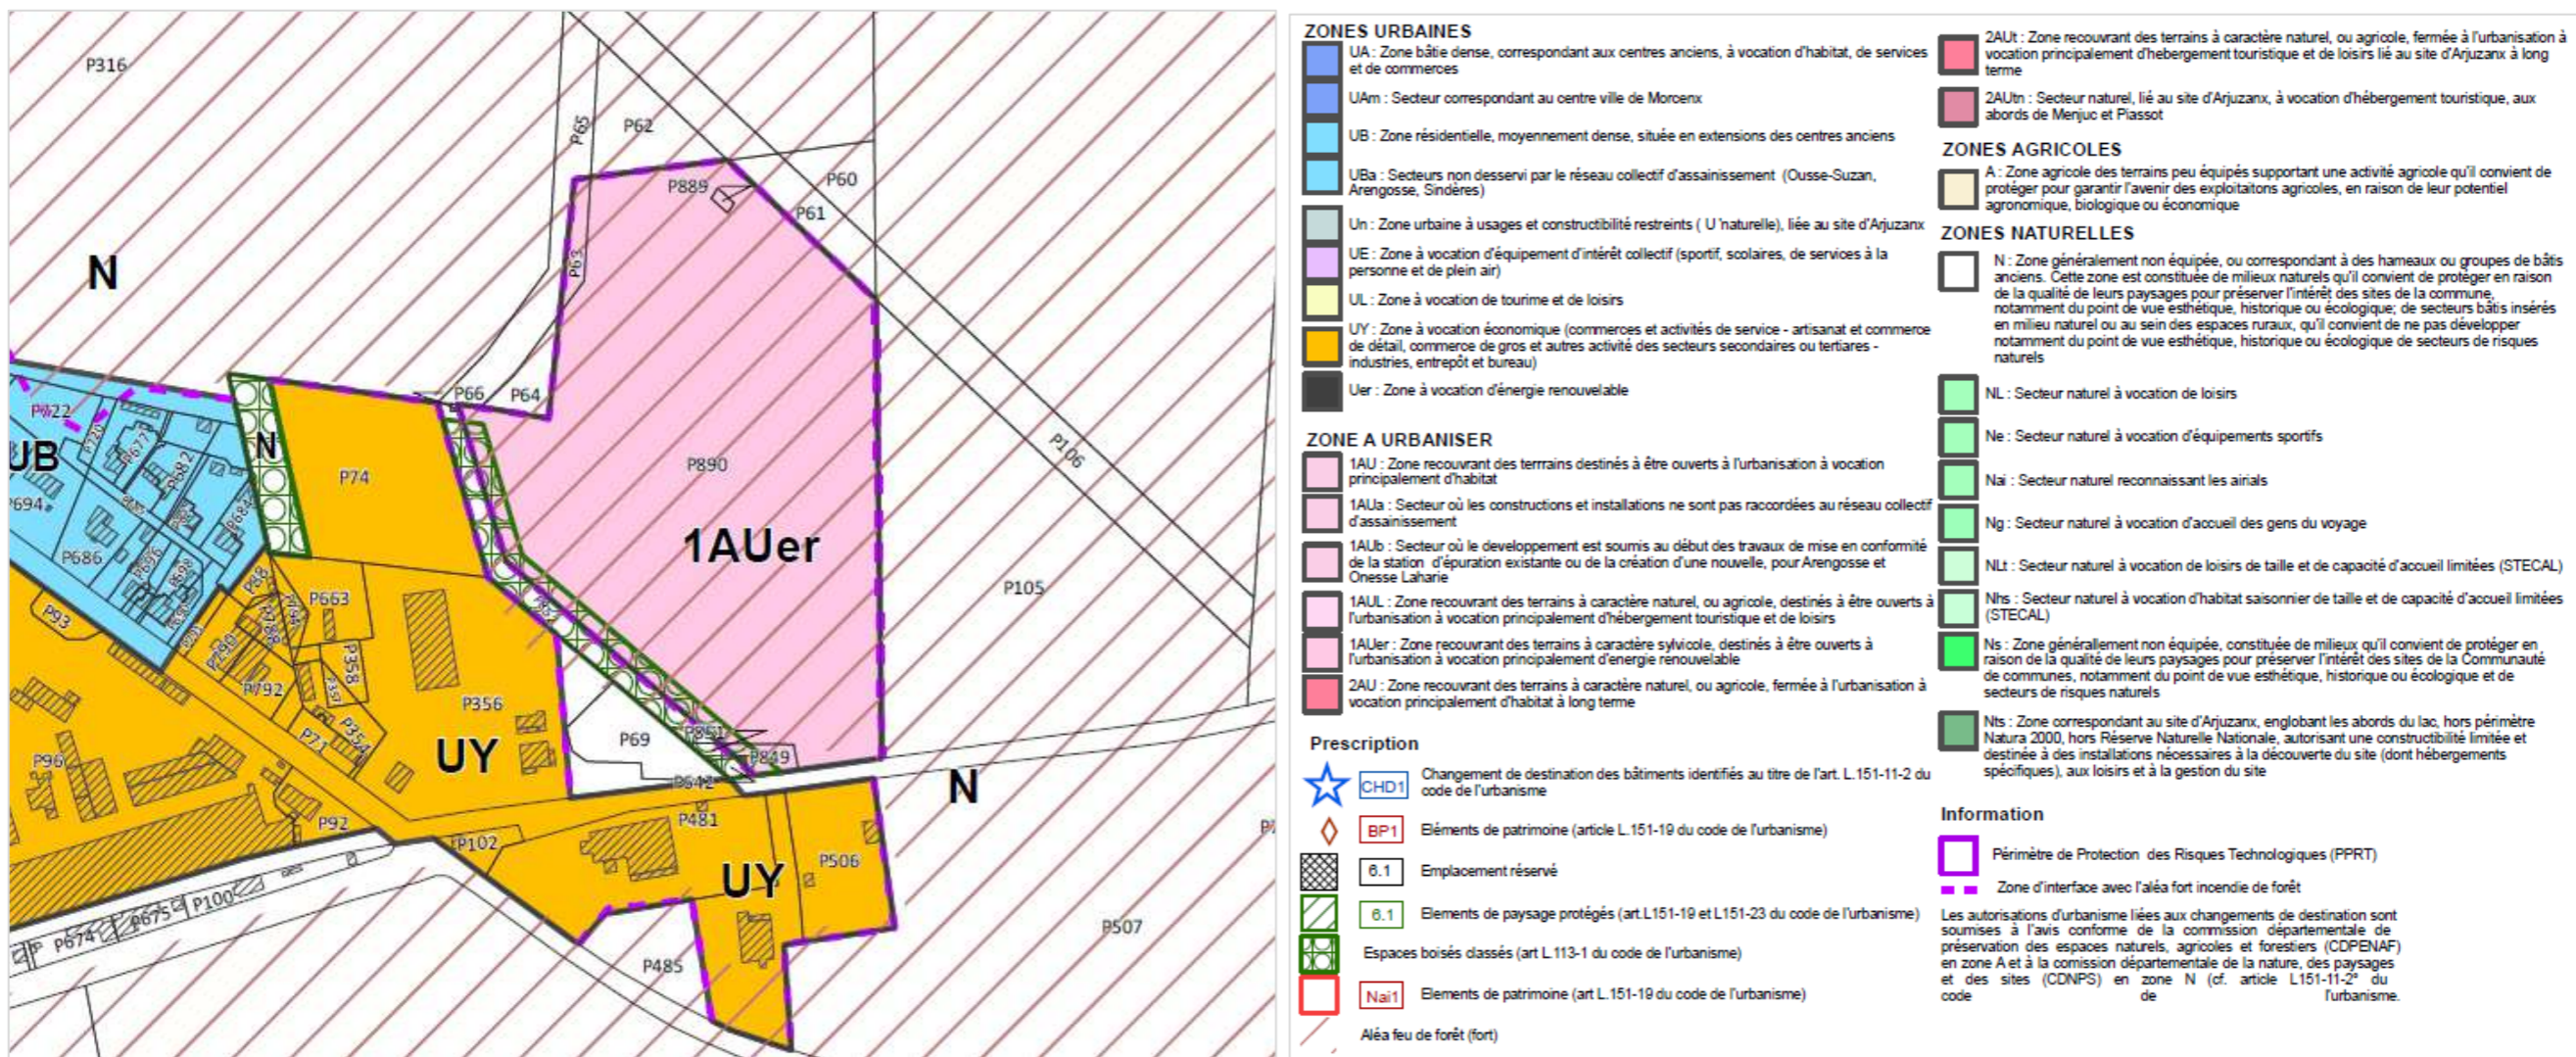 P316
P65
P62
P889
P60
P61
P63
N
P66
P64
P722
P720
P677
P682
UB
N
P74
P890
P106
P694
P684
1AUer
P686
P696
P698
P48
P663
P105
P93
P794
P788
P790
P358
P792
P357
P356
P69
P851
P849
P71
P354
UY
P96
P642
N
P92
P102
P481
P506
UY
P100
P675
P674
P485
P507
ZONES URBAINES
UA : Zone bâtie dense, correspondant aux centres anciens, à vocation d'habitat, de services
et de commerces
UAm : Secteur correspondant au centre ville de Morcenx
UB : Zone résidentielle, moyennement dense, située en extensions des centres anciens
UBa : Secteurs non desservi par le réseau collectif d'assainissement (Ousse-Suzan,
Arengosse, Sindères)
Un : Zone urbaine à usages et constructibilité restreints ( U 'naturelle), liée au site d'Arjuzanx
UE : Zone à vocation d'équipement d'intérêt collectif (sportif, scolaires, de services à la
personne et de plein air)
UL : Zone à vocation de tourime et de loisirs
UY : Zone à vocation économique (commerces et activités de service - artisanat et commerce
de détail, commerce de gros et autres activité des secteurs secondaires ou tertiares -
industries, entrepôt et bureau)
Uer : Zone à vocation d'énergie renouvelable
ZONE A URBANISER
1AU : Zone recouvrant des terrrains destinés à être ouverts à l'urbanisation à vocation
principalement d'habitat
1AUa : Secteur où les constructions et installations ne sont pas raccordées au réseau collectif
d'assainissement
1AUb : Secteur où le developpement est soumis au début des travaux de mise en conformité
de la station d'épuration existante ou de la création d'une nouvelle, pour Arengosse et
Onesse Laharie
1AUL : Zone recouvrant des terrains à caractère naturel, ou agricole, destinés à être ouverts à
l'urbanisation à vocation principalement d'hébergement touristique et de loisirs
1AUer : Zone recouvrant des terrains à caractère sylvicole, destinés à être ouverts à
l'urbanisation à vocation principalement d'energie renouvelable
2AU : Zone recouvrant des terrains à caractère naturel, ou agricole, fermée à l'urbanisation à
vocation principalement d'habitat à long terme
Prescription
CHD1 Changement de destination des bâtiments identifiés au titre de l'art. L.151-11-2 du
code de l'urbanisme
BP1 Eléments de patrimoine (article L.151-19 du code de l'urbanisme)
6.1 Emplacement réservé
6.1 Elements de paysage protégés (art.L151-19 et L151-23 du code de l'urbanisme)
Espaces boisés classés (art L.113-1 du code de l'urbanisme)
Nai1 Elements de patrimoine (art L.151-19 du code de l'urbanisme)
Aléa feu de forêt (fort)
2AUt : Zone recouvrant des terrains à caractère naturel, ou agricole, fermée à l'urbanisation à
vocation principalement d'hebergement touristique et de loisirs lié au site d'Arjuzanx à long
terme
2AUtn : Secteur naturel, lié au site d'Arjuzanx, à vocation d'hébergement touristique, aux
abords de Menjuc et Piassot
ZONES AGRICOLES
A : Zone agricole des terrains peu équipés supportant une activité agricole qu'il convient de
protéger pour garantir l'avenir des exploitaitons agricoles, en raison de leur potentiel
agronomique, biologique ou économique
ZONES NATURELLES
N : Zone généralement non équipée, ou correspondant à des hameaux ou groupes de bâtis
anciens. Cette zone est constituée de milieux naturels qu'il convient de protéger en raison
de la qualité de leurs paysages pour préserver l'intérêt des sites de la commune,
notamment du point de vue esthétique, historique ou écologique; de secteurs bâtis insérés
en milieu naturel ou au sein des espaces ruraux, qu'il convient de ne pas développer
notamment du point de vue esthétique, historique ou écologique de secteurs de risques
naturels
NL : Secteur naturel à vocation de loisirs
Ne : Secteur naturel à vocation d'équipements sportifs
Nai : Secteur naturel reconnaissant les airials
Ng : Secteur naturel à vocation d'accueil des gens du voyage
NLt : Secteur naturel à vocation de loisirs de taille et de capacité d'accueil limitées (STECAL)
Nhs : Secteur naturel à vocation d'habitat saisonnier de taille et de capacité d'accueil limitées
(STECAL)
Ns : Zone générallement non équipée, constituée de milieux qu'il convient de protéger en
raison de la qualité de leurs paysages pour préserver l'intérêt des sites de la Communauté
de communes, notamment du point de vue esthétique, historique ou écologique et de
secteurs de risques naturels
Nts : Zone correspondant au site d'Arjuzanx, englobant les abords du lac, hors périmètre
Natura 2000, hors Réserve Naturelle Nationale, autorisant une constructibilité limitée et
destinée à des installations nécessaires à la découverte du site (dont hébergements
spécifiques), aux loisirs et à la gestion du site
Information
Périmètre de Protection des Risques Technologiques (PPRT)
Zone d'interface avec l'aléa fort incendie de forêt
Les autorisations d'urbanisme liées aux changements de destination sont
soumises à l'avis conforme de la commission départementale de
préservation des espaces naturels, agricoles et forestiers (CDPENAF)
en zone A et à la comission départementale de la nature, des paysages
et des sites (CDNPS) en zone N (cf. article L151-11-2° du
code de l'urbanisme.